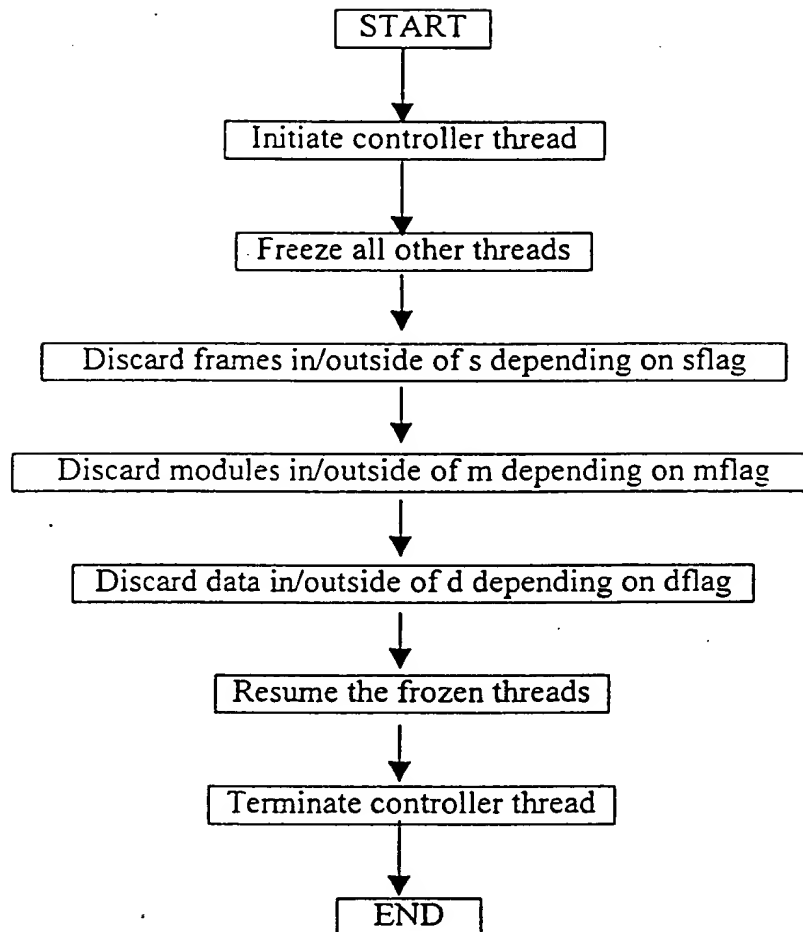 START
Initiate controller thread
Freeze all other threads
Discard frames in/outside of s depending on sflag
Discard modules in/outside of m depending on mflag
Discard data in/outside of d depending on dflag
Resume the frozen threads
Terminate controller thread
END